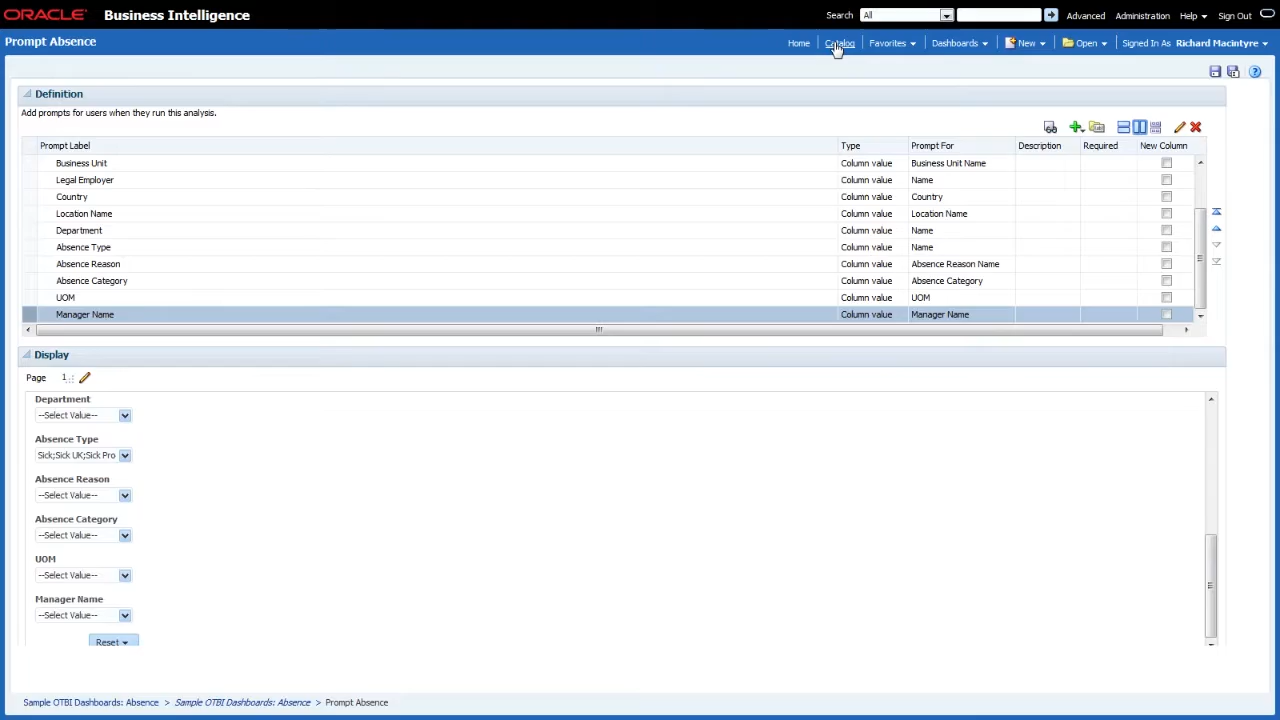 ORACLE Business Intelligence Search All Advanced Administration Help Sign Out
Prompt Absence Home Catalog Favorites Dashboards New Open Signed In As Richard Macintyre
Definition
Add prompts for users when they run this analysis.
Prompt Label Type Prompt For Description Required New Column
Business Unit Column value Business Unit Name
Legal Employer Column value Name
Country Column value Country
Location Name Column value Location Name
Department Column value Name
Absence Type Column value Name
Absence Reason Column value Absence Reason Name
Absence Category Column value Absence Category
UOM Column value UOM
Manager Name Column value Manager Name
Display
Page 1
Department
--Select Value--
Absence Type
Sick;Sick UK;Sick Pro
Absence Reason
--Select Value--
Absence Category
--Select Value--
UOM
--Select Value--
Manager Name
--Select Value--
Reset
Sample OTBI Dashboards: Absence > Sample OTBI Dashboards: Absence > Prompt Absence